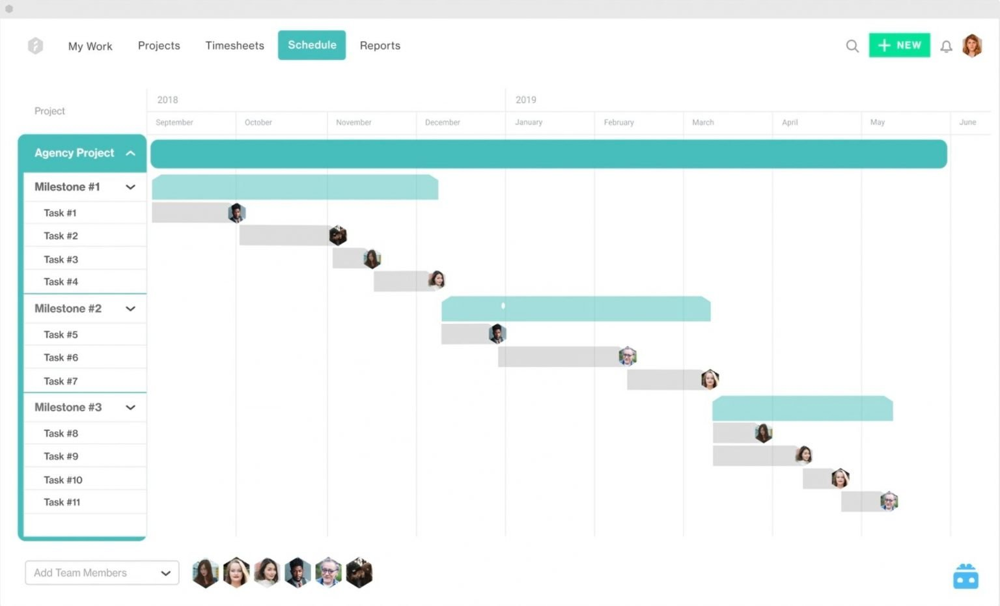 My Work Projects Timesheets Schedule Reports + NEW
2018 2019
Project
September October November December January February March April May June
Agency Project
Milestone #1
Task #1
Task #2
Task #3
Task #4
Milestone #2
Task #5
Task #6
Task #7
Milestone #3
Task #8
Task #9
Task #10
Task #11
Add Team Members